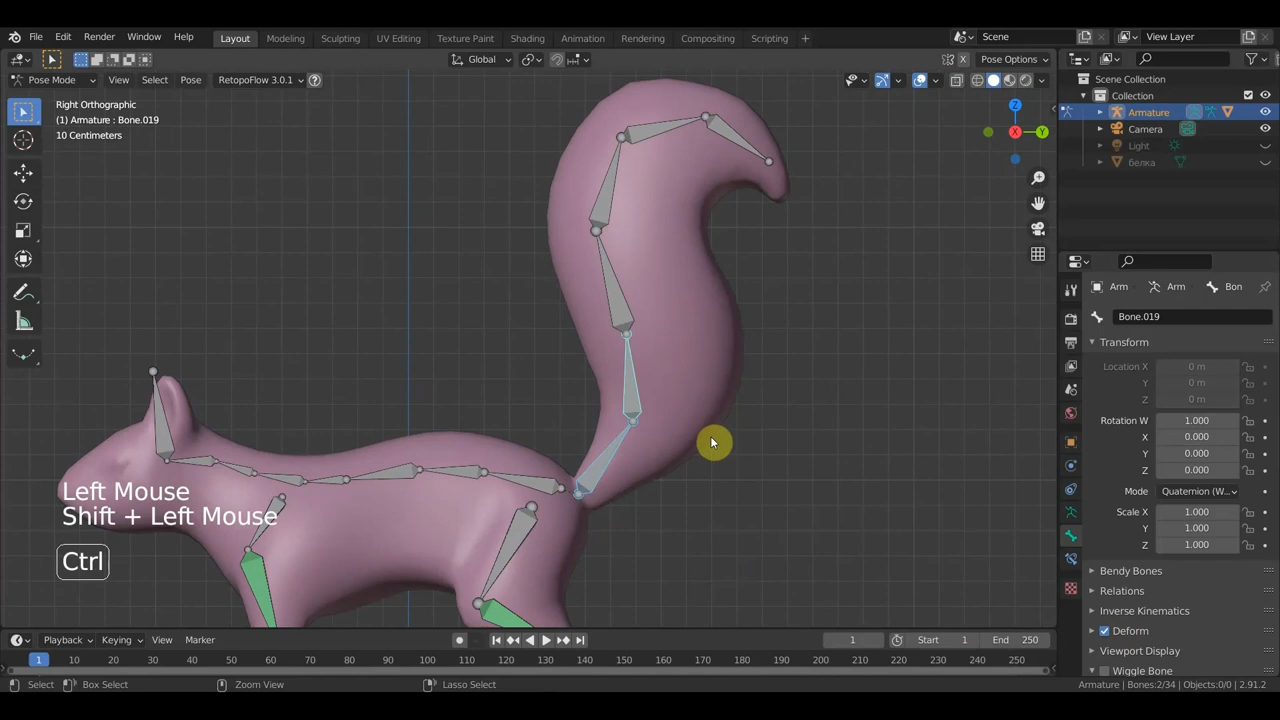 File Edit Render Window Help
Layout Modeling Sculpting UV Editing Texture Paint Shading Animation Rendering Compositing Scripting +
Scene
View Layer
Global
Pose Options
Pose Mode View Select Pose RetopoFlow 3.0.1
Right Orthographic
(1) Armature : Bone.019
10 Centimeters
X
Z
X
Y
Scene Collection
Collection
Armature
Camera
Light
белка
Arm
Arm
Bon
Bone.019
Transform
Location X 0 m
Y 0 m
Z 0 m
Rotation W 1.000
X 0.000
Y 0.000
Z 0.000
Mode Quaternion (W...
Scale X 1.000
Y 1.000
Z 1.000
Bendy Bones
Relations
Inverse Kinematics
Deform
Viewport Display
Wiggle Bone
Left Mouse
Shift + Left Mouse
Ctrl
Playback Keying View Marker
1
Start 1
End 250
1 10 20 30 40 50 60 70 80 90 100 110 120 130 140 150 160 170 180 190 200 210 220 230 240 250
Select Box Select Zoom View Lasso Select
Armature | Bones:2/34 | Objects:0/0 | 2.91.2